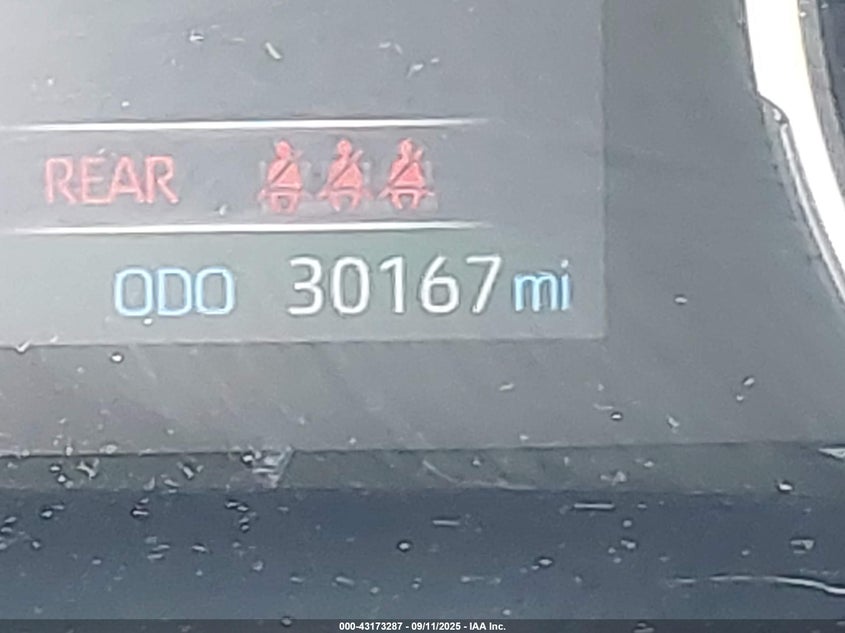 REAR
ODO 30167 mi
000-43173287 - 09/11/2025 - IAA Inc.